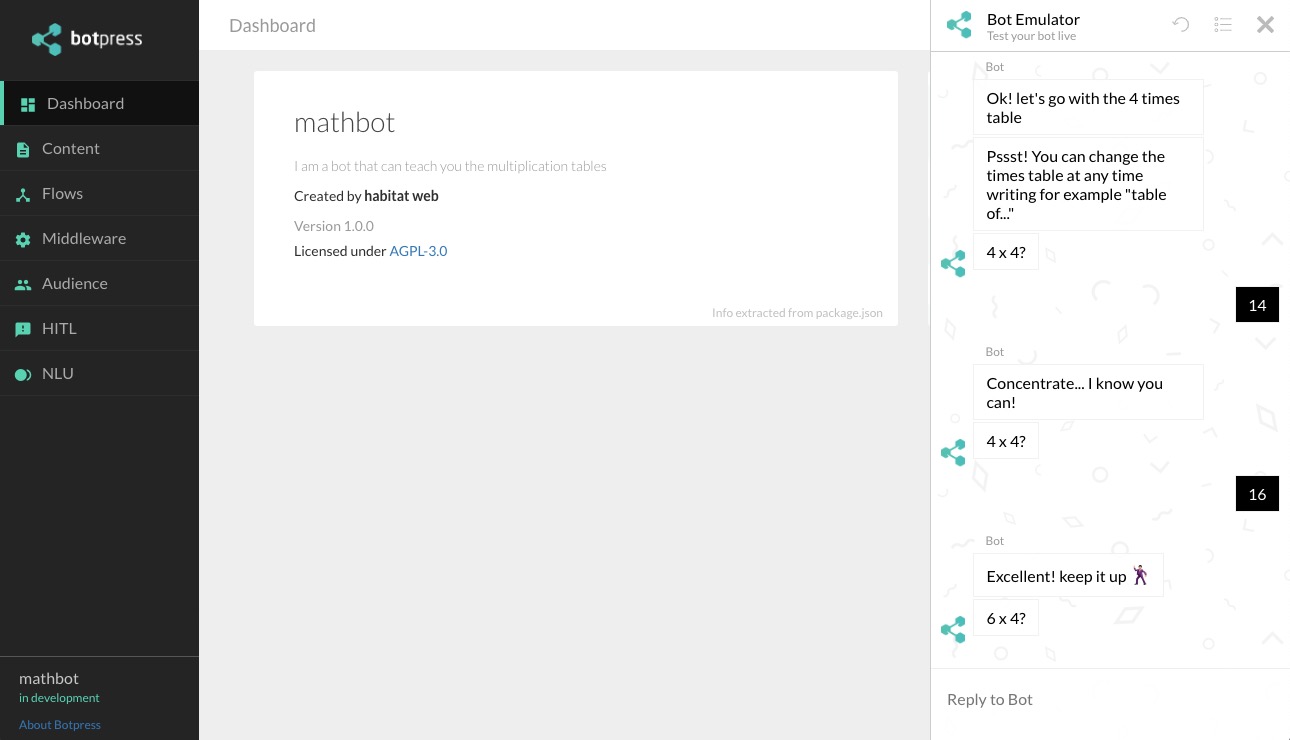 botpress
Dashboard
Content
Flows
Middleware
Audience
HITL
NLU
mathbot
in development
About Botpress
Dashboard
mathbot
I am a bot that can teach you the multiplication tables
Created by habitat web
Version 1.0.0
Licensed under AGPL-3.0
Info extracted from package.json
Bot Emulator
Test your bot live
Bot
Ok! let's go with the 4 times
table
Pssst! You can change the
times table at any time
writing for example "table
of..."
4 x 4?
14
Bot
Concentrate... I know you
can!
4 x 4?
16
Bot
Excellent! keep it up 🕺
6 x 4?
Reply to Bot